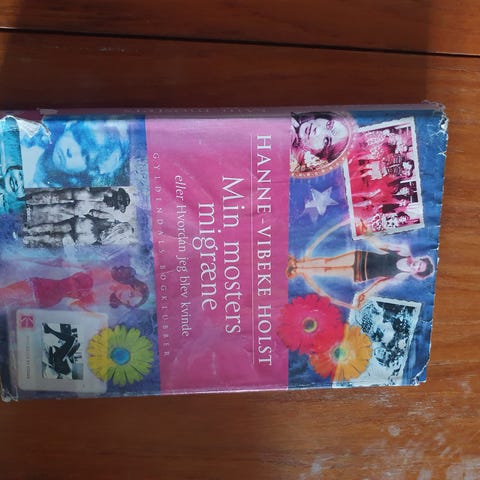 HANNE-VIBEKE HOLST
Min mosters
migræne
eller Hvordan jeg blev kvinde
GYLDENDALS BOGKLUBBER